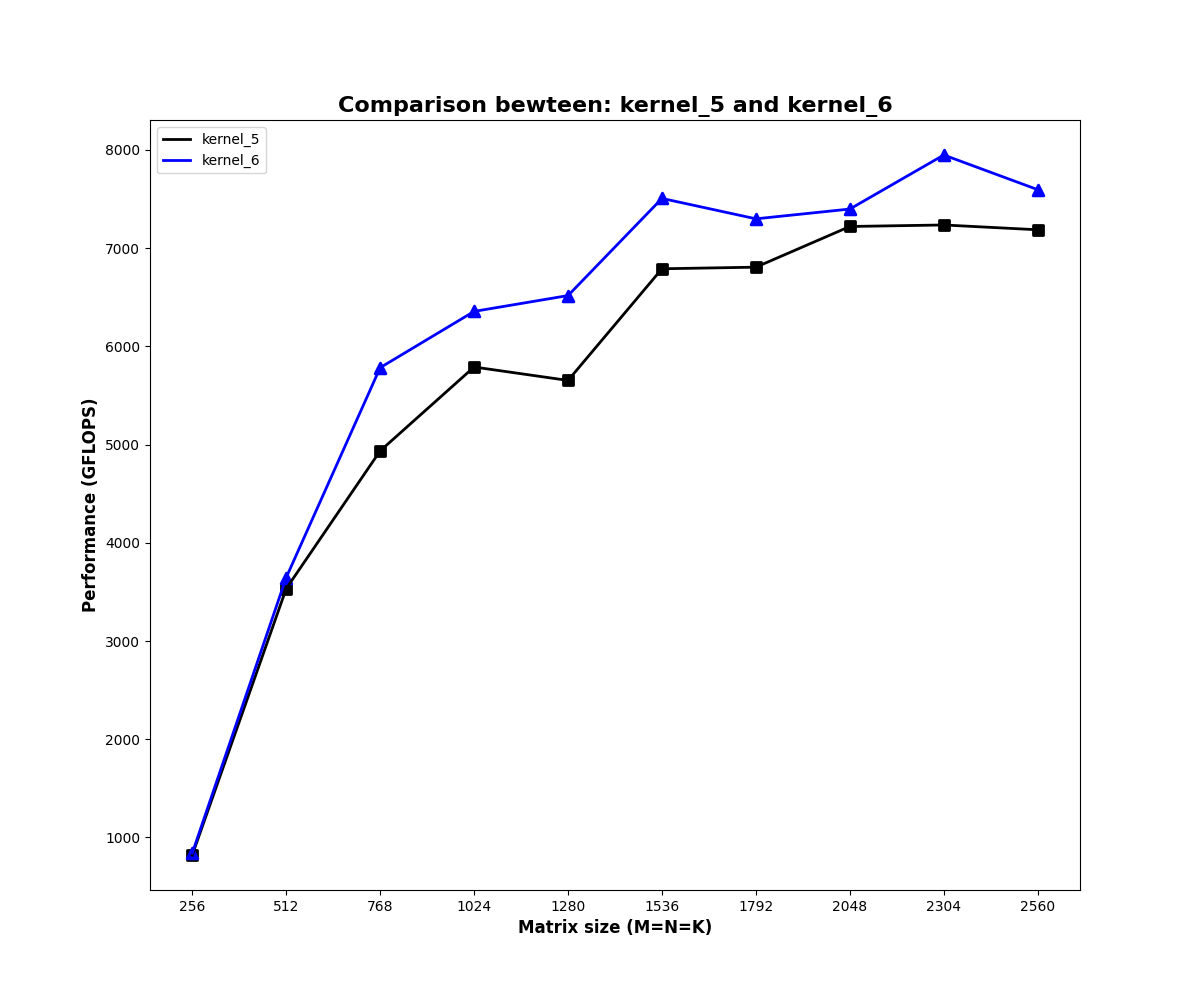 Comparison bewteen: kernel_5 and kernel_6
kernel_5
kernel_6
8000
7000
6000
5000
4000
3000
2000
1000
Performance (GFLOPS)
256 512 768 1024 1280 1536 1792 2048 2304 2560
Matrix size (M=N=K)